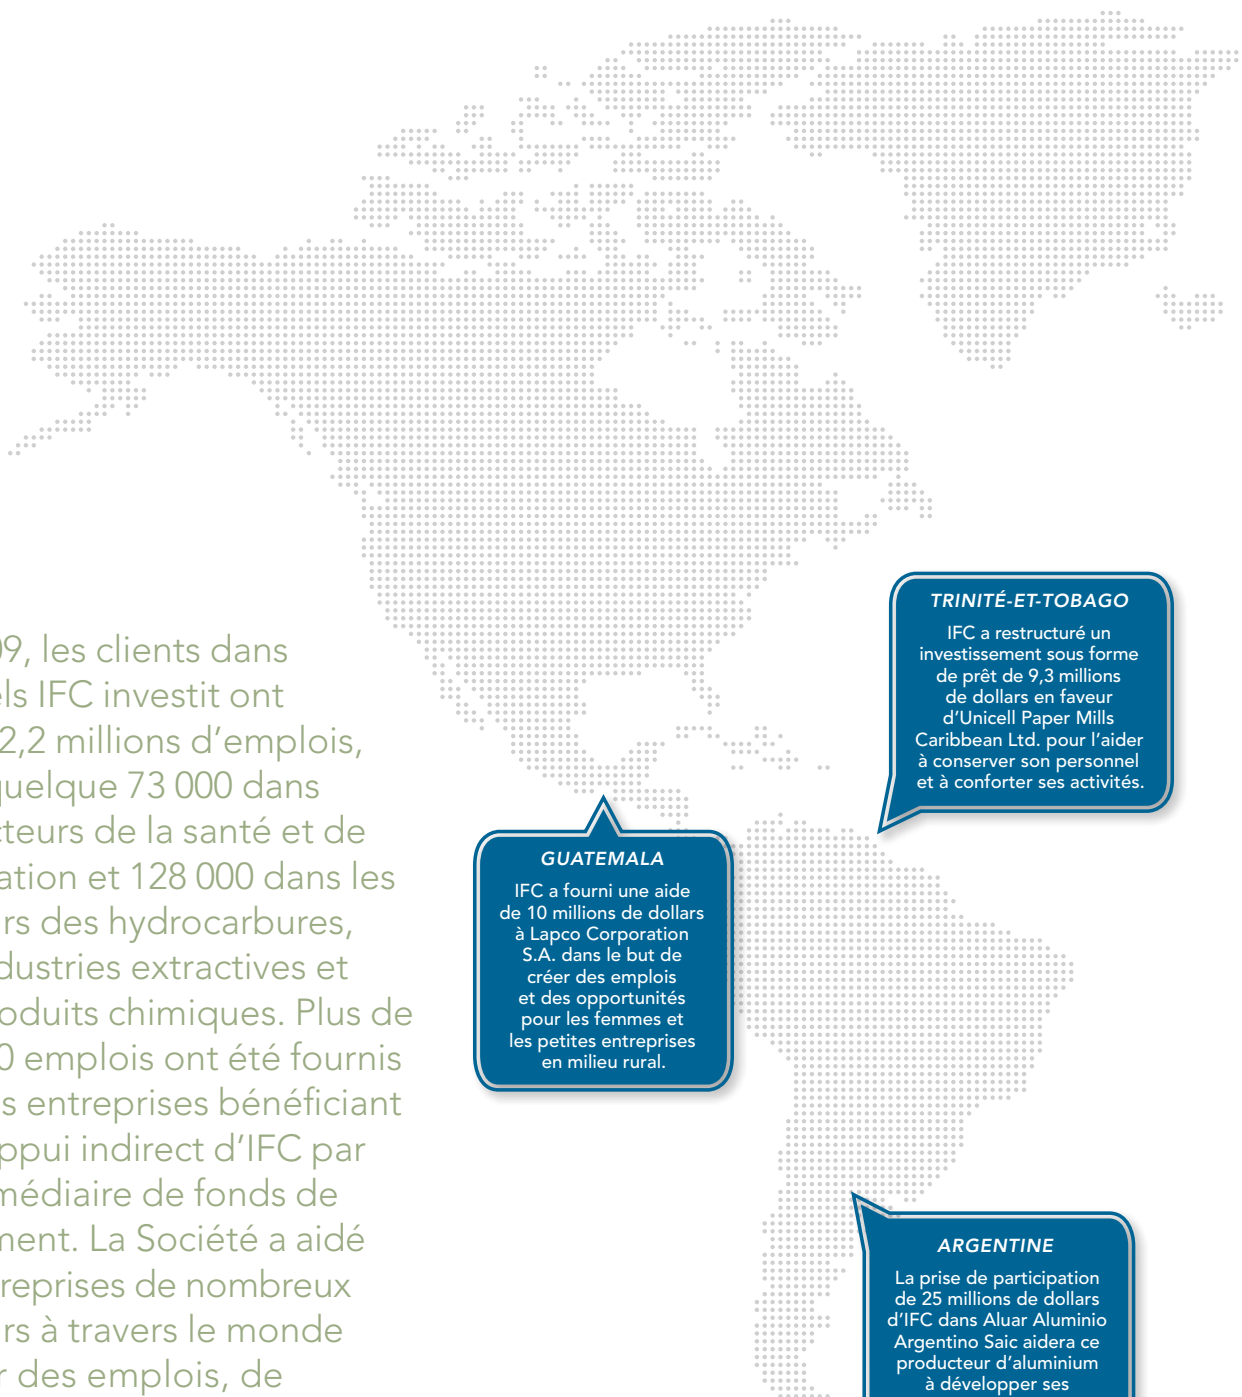 09, les clients dans
els IFC investit ont
2,2 millions d’emplois,
quelque 73 000 dans
cteurs de la santé et de
ation et 128 000 dans les
rs des hydrocarbures,
dustries extractives et
oduits chimiques. Plus de
0 emplois ont été fournis
s entreprises bénéficiant
ppui indirect d’IFC par
médiaire de fonds de
ment. La Société a aidé
reprises de nombreux
rs à travers le monde
r des emplois, de
TRINITÉ-ET-TOBAGO
IFC a restructuré un
investissement sous forme
de prêt de 9,3 millions
de dollars en faveur
d’Unicell Paper Mills
Caribbean Ltd. pour l’aider
à conserver son personnel
et à conforter ses activités.
GUATEMALA
IFC a fourni une aide
de 10 millions de dollars
à Lapco Corporation
S.A. dans le but de
créer des emplois
et des opportunités
pour les femmes et
les petites entreprises
en milieu rural.
ARGENTINE
La prise de participation
de 25 millions de dollars
d’IFC dans Aluar Aluminio
Argentino Saic aidera ce
producteur d’aluminium
à développer ses